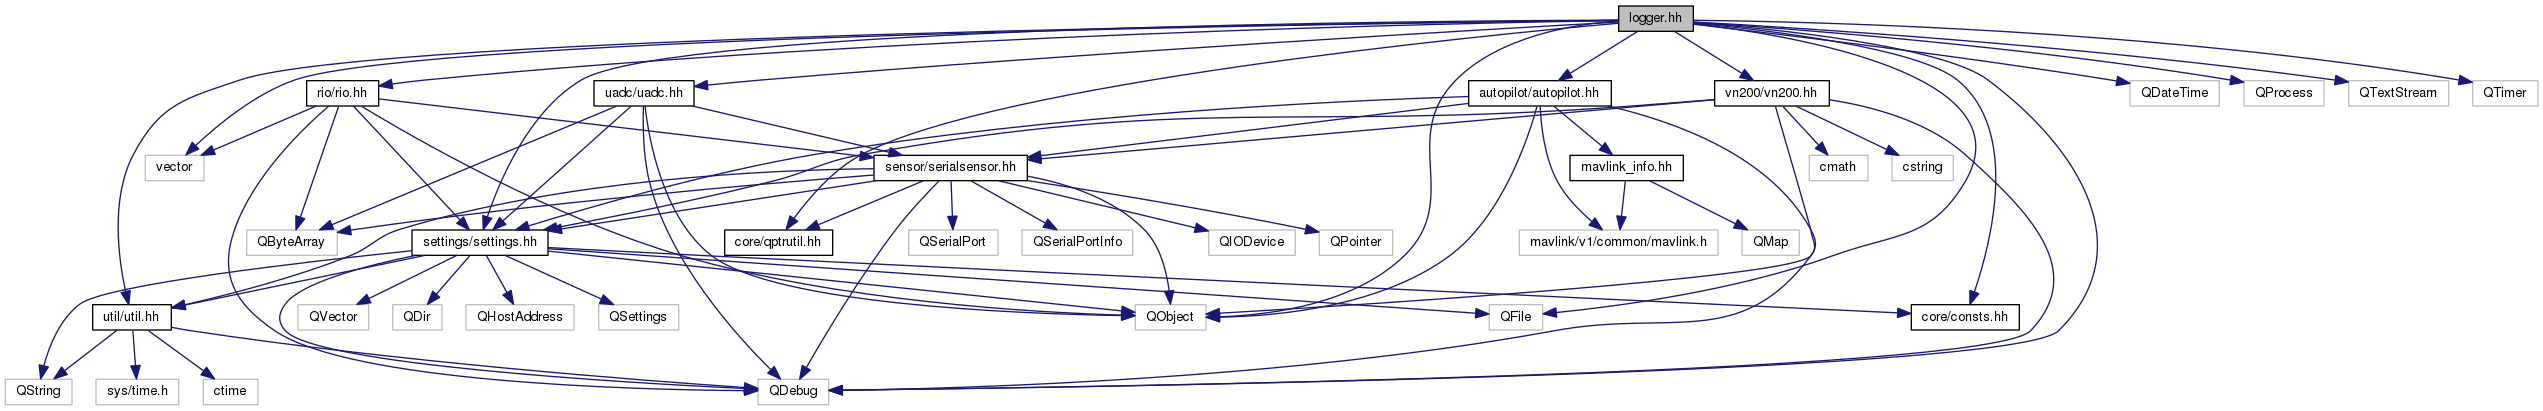 logger.hh
rio/rio.hh
uadc/uadc.hh
autopilot/autopilot.hh
vn200/vn200.hh
QDateTime
QProcess
QTextStream
QTimer
vector
sensor/serialsensor.hh
mavlink_info.hh
cmath
cstring
QByteArray
settings/settings.hh
core/qptrutil.hh
QSerialPort
QSerialPortInfo
QIODevice
QPointer
mavlink/v1/common/mavlink.h
QMap
util/util.hh
QVector
QDir
QHostAddress
QSettings
QObject
QFile
core/consts.hh
QString
sys/time.h
ctime
QDebug